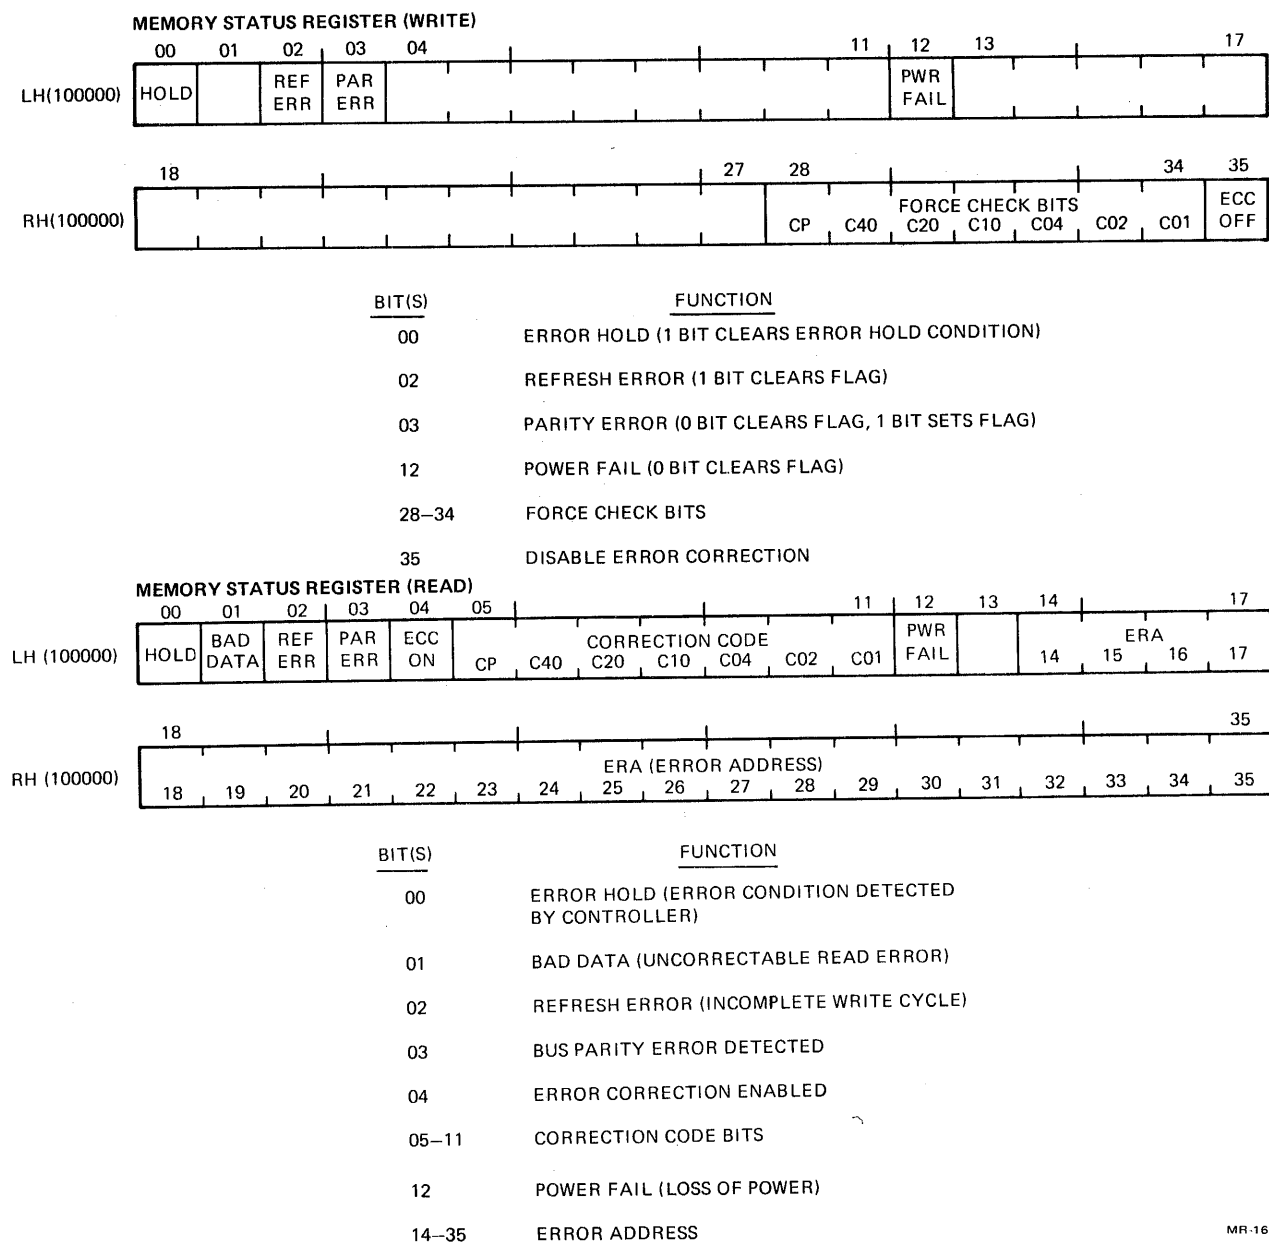 MEMORY STATUS REGISTER (WRITE)
00 01 02 03 04 11 12 13 17
LH(100000) HOLD REF ERR PAR ERR PWR FAIL
18 27 28 34 35
RH(100000) FORCE CHECK BITS ECC OFF
CP C40 C20 C10 C04 C02 C01
BIT(S) FUNCTION
00 ERROR HOLD (1 BIT CLEARS ERROR HOLD CONDITION)
02 REFRESH ERROR (1 BIT CLEARS FLAG)
03 PARITY ERROR (0 BIT CLEARS FLAG, 1 BIT SETS FLAG)
12 POWER FAIL (0 BIT CLEARS FLAG)
28–34 FORCE CHECK BITS
35 DISABLE ERROR CORRECTION
MEMORY STATUS REGISTER (READ)
00 01 02 03 04 05 11 12 13 14 17
LH (100000) HOLD BAD DATA REF ERR PAR ERR ECC ON CORRECTION CODE PWR FAIL ERA
CP C40 C20 C10 C04 C02 C01 14 15 16 17
18 35
RH (100000) ERA (ERROR ADDRESS)
18 19 20 21 22 23 24 25 26 27 28 29 30 31 32 33 34 35
BIT(S) FUNCTION
00 ERROR HOLD (ERROR CONDITION DETECTED
BY CONTROLLER)
01 BAD DATA (UNCORRECTABLE READ ERROR)
02 REFRESH ERROR (INCOMPLETE WRITE CYCLE)
03 BUS PARITY ERROR DETECTED
04 ERROR CORRECTION ENABLED
05–11 CORRECTION CODE BITS
12 POWER FAIL (LOSS OF POWER)
14–35 ERROR ADDRESS
MR-16